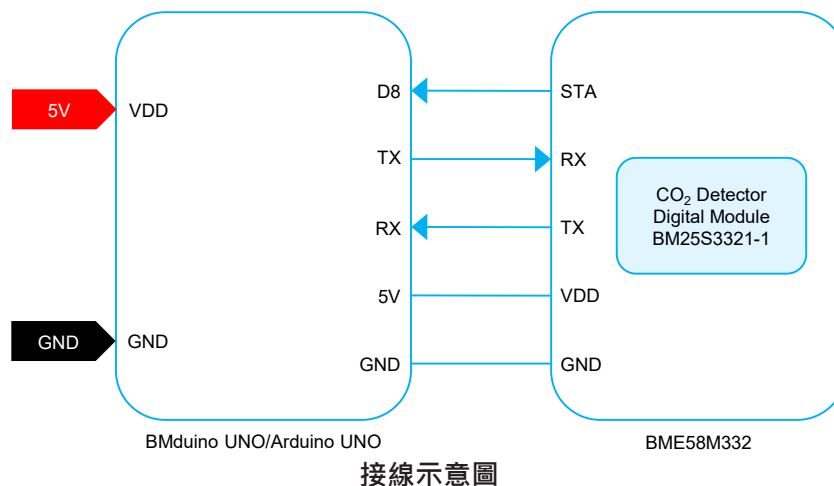 5V
VDD
GND
GND
D8
TX
RX
5V
GND
STA
RX
TX
VDD
GND
CO₂ Detector
Digital Module
BM25S3321-1
BMduino UNO/Arduino UNO
BME58M332
接線示意圖